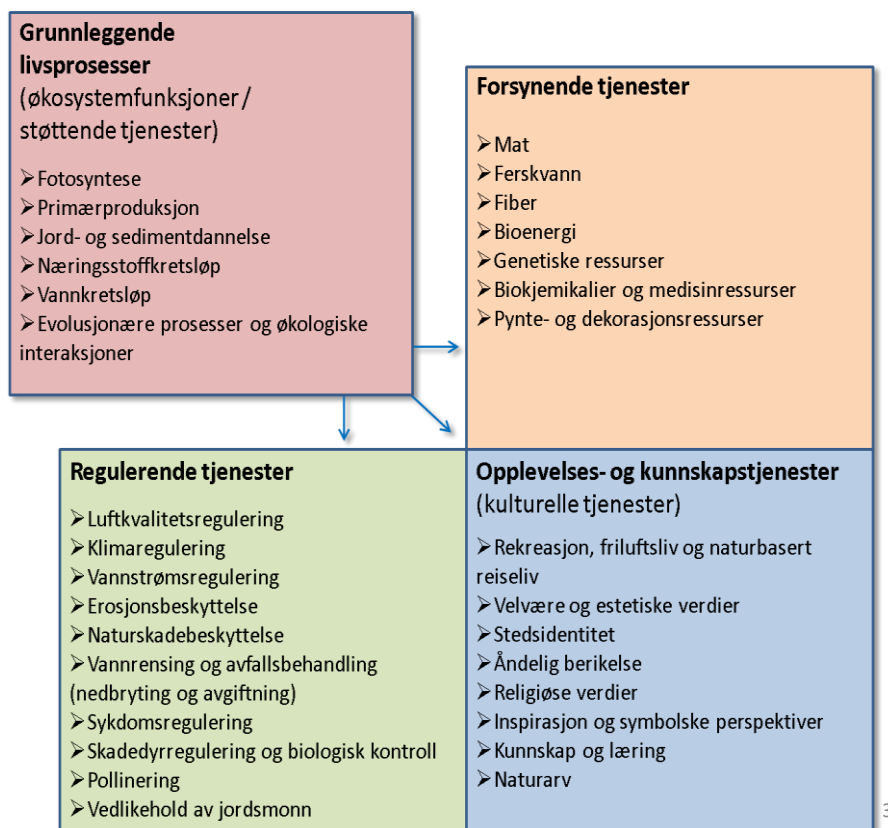 Grunnleggende
livsprosesser
(økosystemfunksjoner /
støttende tjenester)
➢Fotosyntese
➢Primærproduksjon
➢Jord- og sedimentdannelse
➢Næringsstoffkretsløp
➢Vannkretsløp
➢Evolusjonære prosesser og økologiske
interaksjoner
Forsynende tjenester
➢Mat
➢Ferskvann
➢Fiber
➢Bioenergi
➢Genetiske ressurser
➢Biokjemikalier og medisinressurser
➢Pynte- og dekorasjonsressurser
Regulerende tjenester
➢Luftkvalitetsregulering
➢Klimaregulering
➢Vannstrømsregulering
➢Erosjonsbeskyttelse
➢Naturskadebeskyttelse
➢Vannrensing og avfallsbehandling
(nedbryting og avgiftning)
➢Sykdomsregulering
➢Skadedyrregulering og biologisk kontroll
➢Pollinering
➢Vedlikehold av jordsmonn
Opplevelses- og kunnskapstjenester
(kulturelle tjenester)
➢Rekreasjon, friluftsliv og naturbasert
reiseliv
➢Velvære og estetiske verdier
➢Stedsidentitet
➢Åndelig berikelse
➢Religiøse verdier
➢Inspirasjon og symbolske perspektiver
➢Kunnskap og læring
➢Naturarv